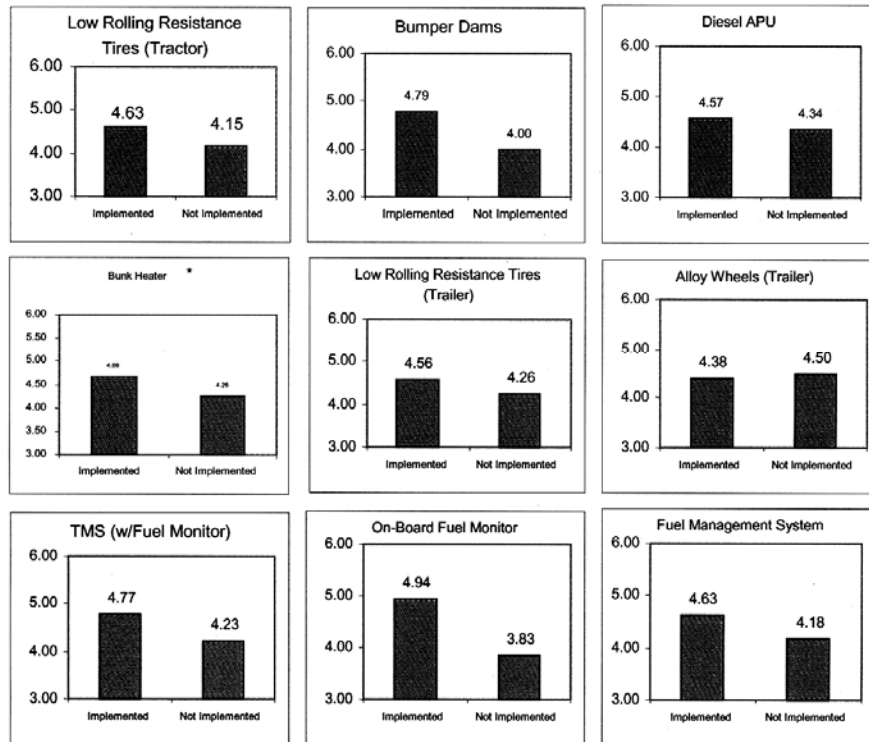 Low Rolling Resistance
Tires (Tractor)
6.00
5.00
4.00
3.00
4.63
4.15
Implemented
Not Implemented
Bumper Dams
6.00
5.00
4.00
3.00
4.79
4.00
Implemented
Not Implemented
Diesel APU
6.00
5.00
4.00
3.00
4.57
4.34
Implemented
Not Implemented
Bunk Heater *
6.00
5.50
5.00
4.50
4.00
3.50
3.00
4.26
Implemented
Not Implemented
Low Rolling Resistance Tires
(Trailer)
6.00
5.00
4.00
3.00
4.56
4.26
Implemented
Not Implemented
Alloy Wheels (Trailer)
6.00
5.00
4.00
3.00
4.38
4.50
Implemented
Not Implemented
TMS (w/Fuel Monitor)
6.00
5.00
4.00
3.00
4.77
4.23
Implemented
Not Implemented
On-Board Fuel Monitor
6.00
5.00
4.00
3.00
4.94
3.83
Implemented
Not Implemented
Fuel Management System
6.00
5.00
4.00
3.00
4.63
4.18
Implemented
Not Implemented